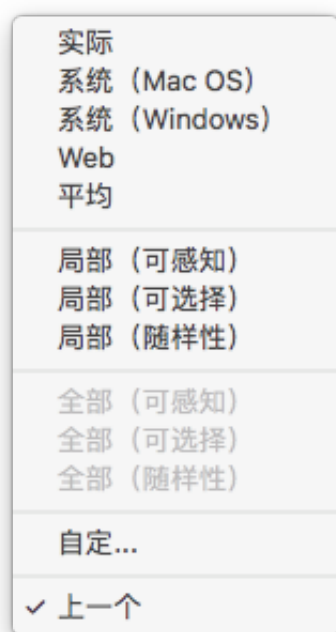 实际
系统（Mac OS）
系统（Windows）
Web
平均
局部（可感知）
局部（可选择）
局部（随样性）
全部（可感知）
全部（可选择）
全部（随样性）
自定...
✓ 上一个